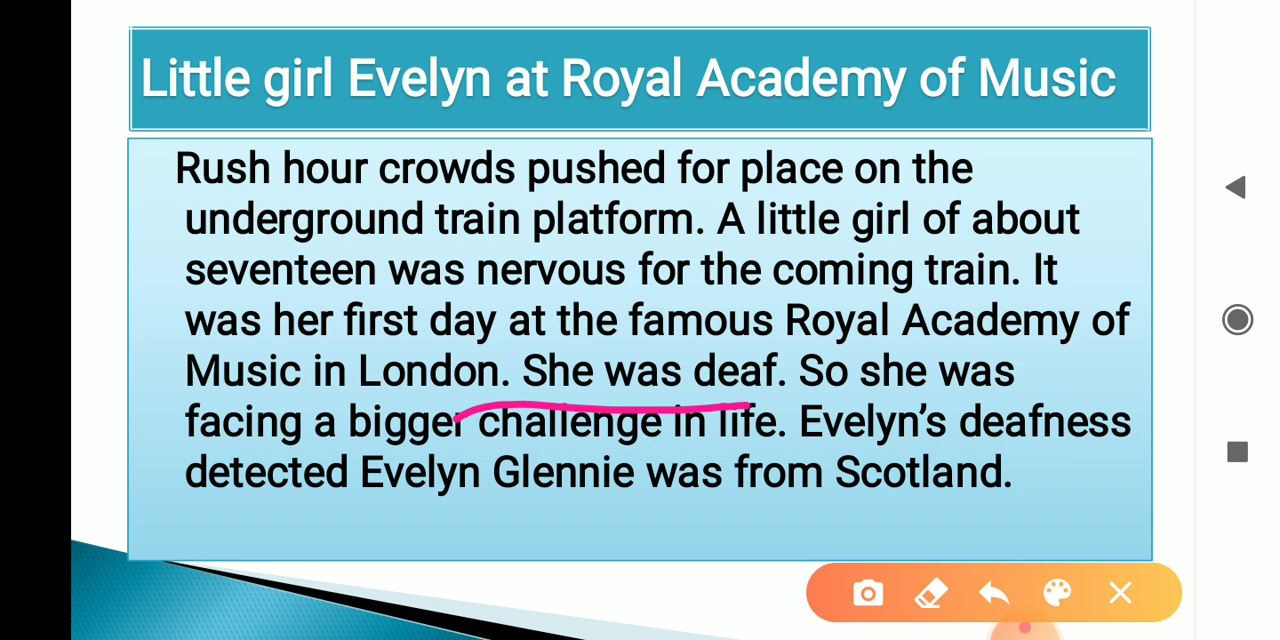 Little girl Evelyn at Royal Academy of Music
Rush hour crowds pushed for place on the
underground train platform. A little girl of about
seventeen was nervous for the coming train. It
was her first day at the famous Royal Academy of
Music in London. She was deaf. So she was
facing a bigger challenge in life. Evelyn’s deafness
detected Evelyn Glennie was from Scotland.